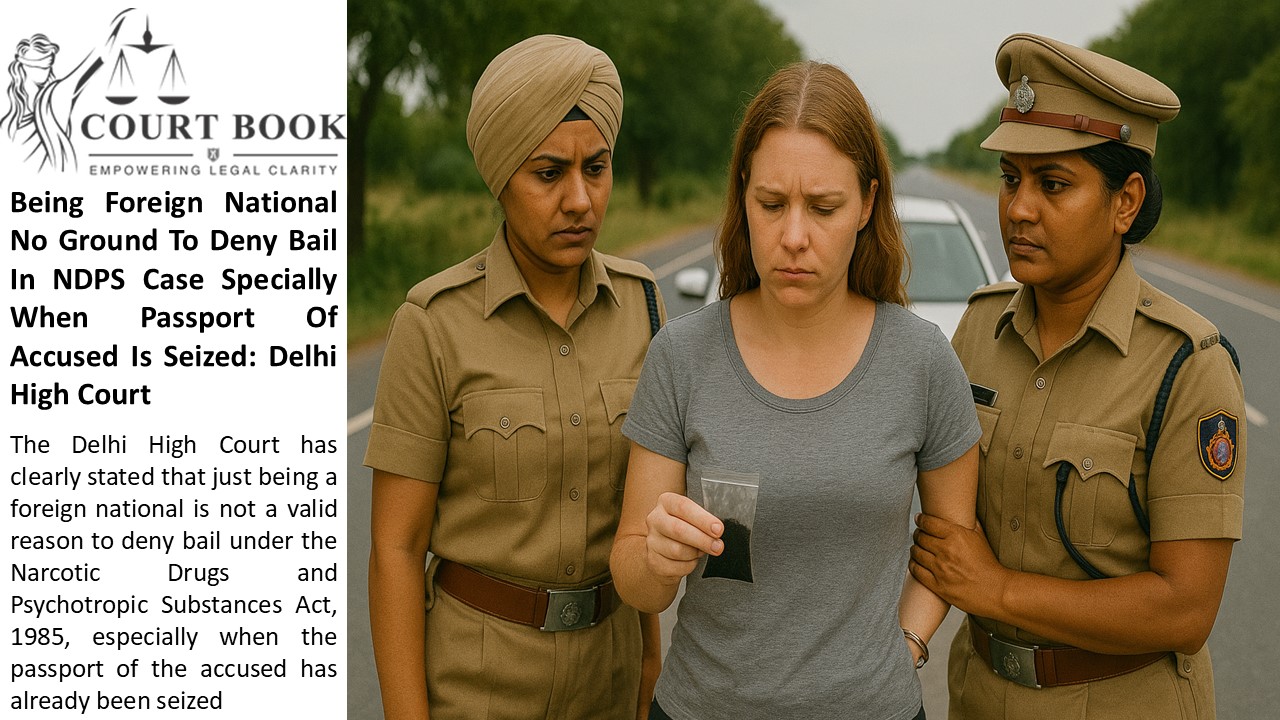 COURT BOOK
EMPOWERING LEGAL CLARITY
Being Foreign National
No Ground To Deny Bail
In NDPS Case Specially
When Passport Of
Accused Is Seized: Delhi
High Court
The Delhi High Court has
clearly stated that just being a
foreign national is not a valid
reason to deny bail under the
Narcotic Drugs and
Psychotropic Substances Act,
1985, especially when the
passport of the accused has
already been seized